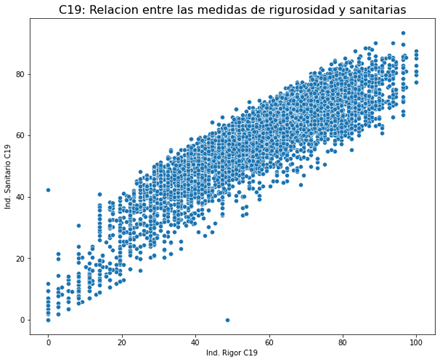 C19: Relacion entre las medidas de rigurosidad y sanitarias
Ind. Sanitario C19
80
60
40
20
0
0 20 40 60 80 100
Ind. Rigor C19